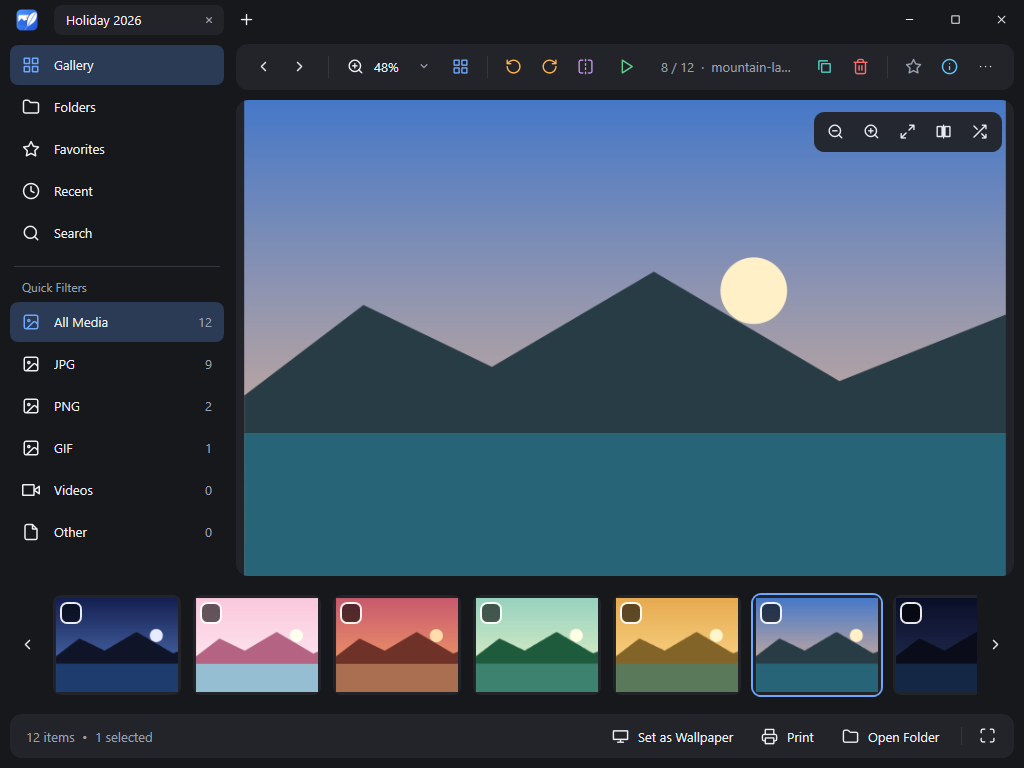 Holiday 2026
Gallery
Folders
Favorites
Recent
Search
Quick Filters
All Media 12
JPG 9
PNG 2
GIF 1
Videos 0
Other 0
48%
8 / 12 · mountain-la...
12 items • 1 selected
Set as Wallpaper
Print
Open Folder